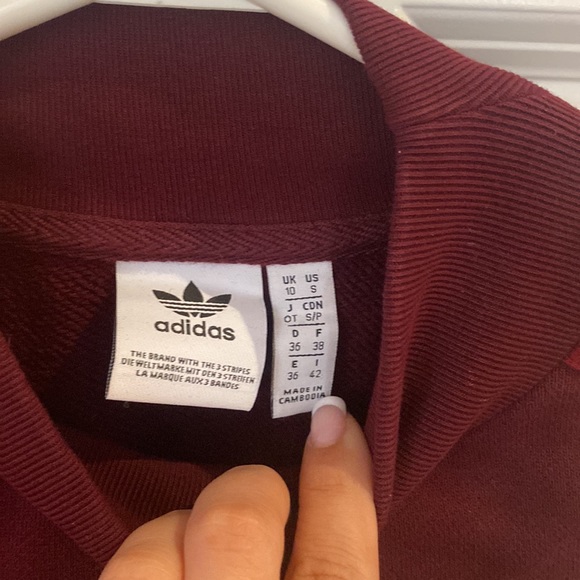 adidas
THE BRAND WITH THE 3 STRIPES
DIE WELTMARKE MIT DEN 3 STREIFEN
LA MARQUE AUX 3 BANDES
UK US
10 S
J CDN
OT S/P
D F
36 38
E I
36 42
MADE IN
CAMBODIA